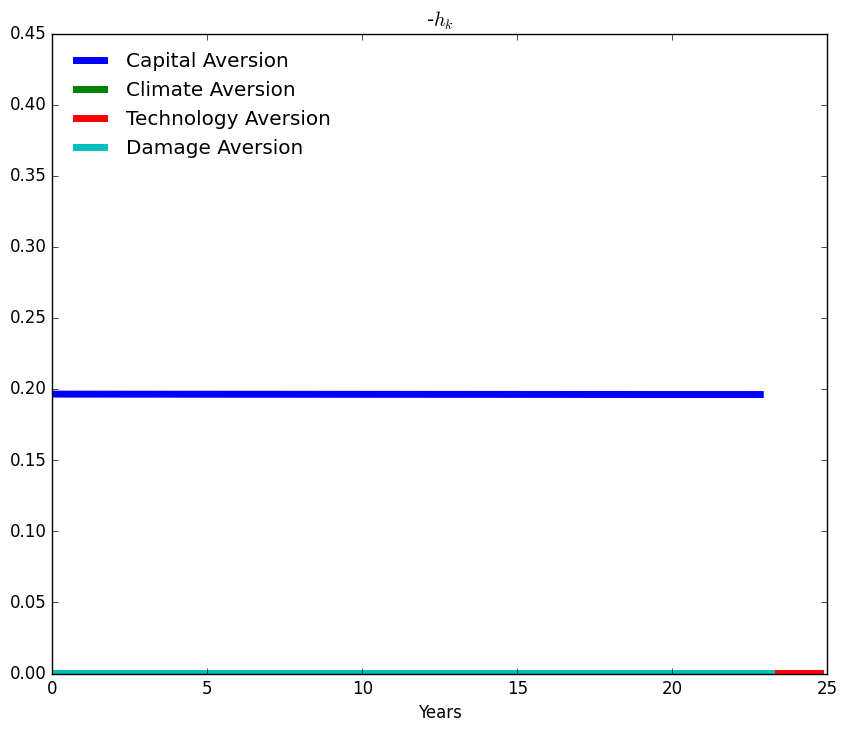 -h_k
0.45
Capital Aversion
Climate Aversion
0.40
Technology Aversion
Damage Aversion
0.35
0.30
0.25
0.20
0.15
0.10
0.05
0.00
0 5 10 15 20 25
Years